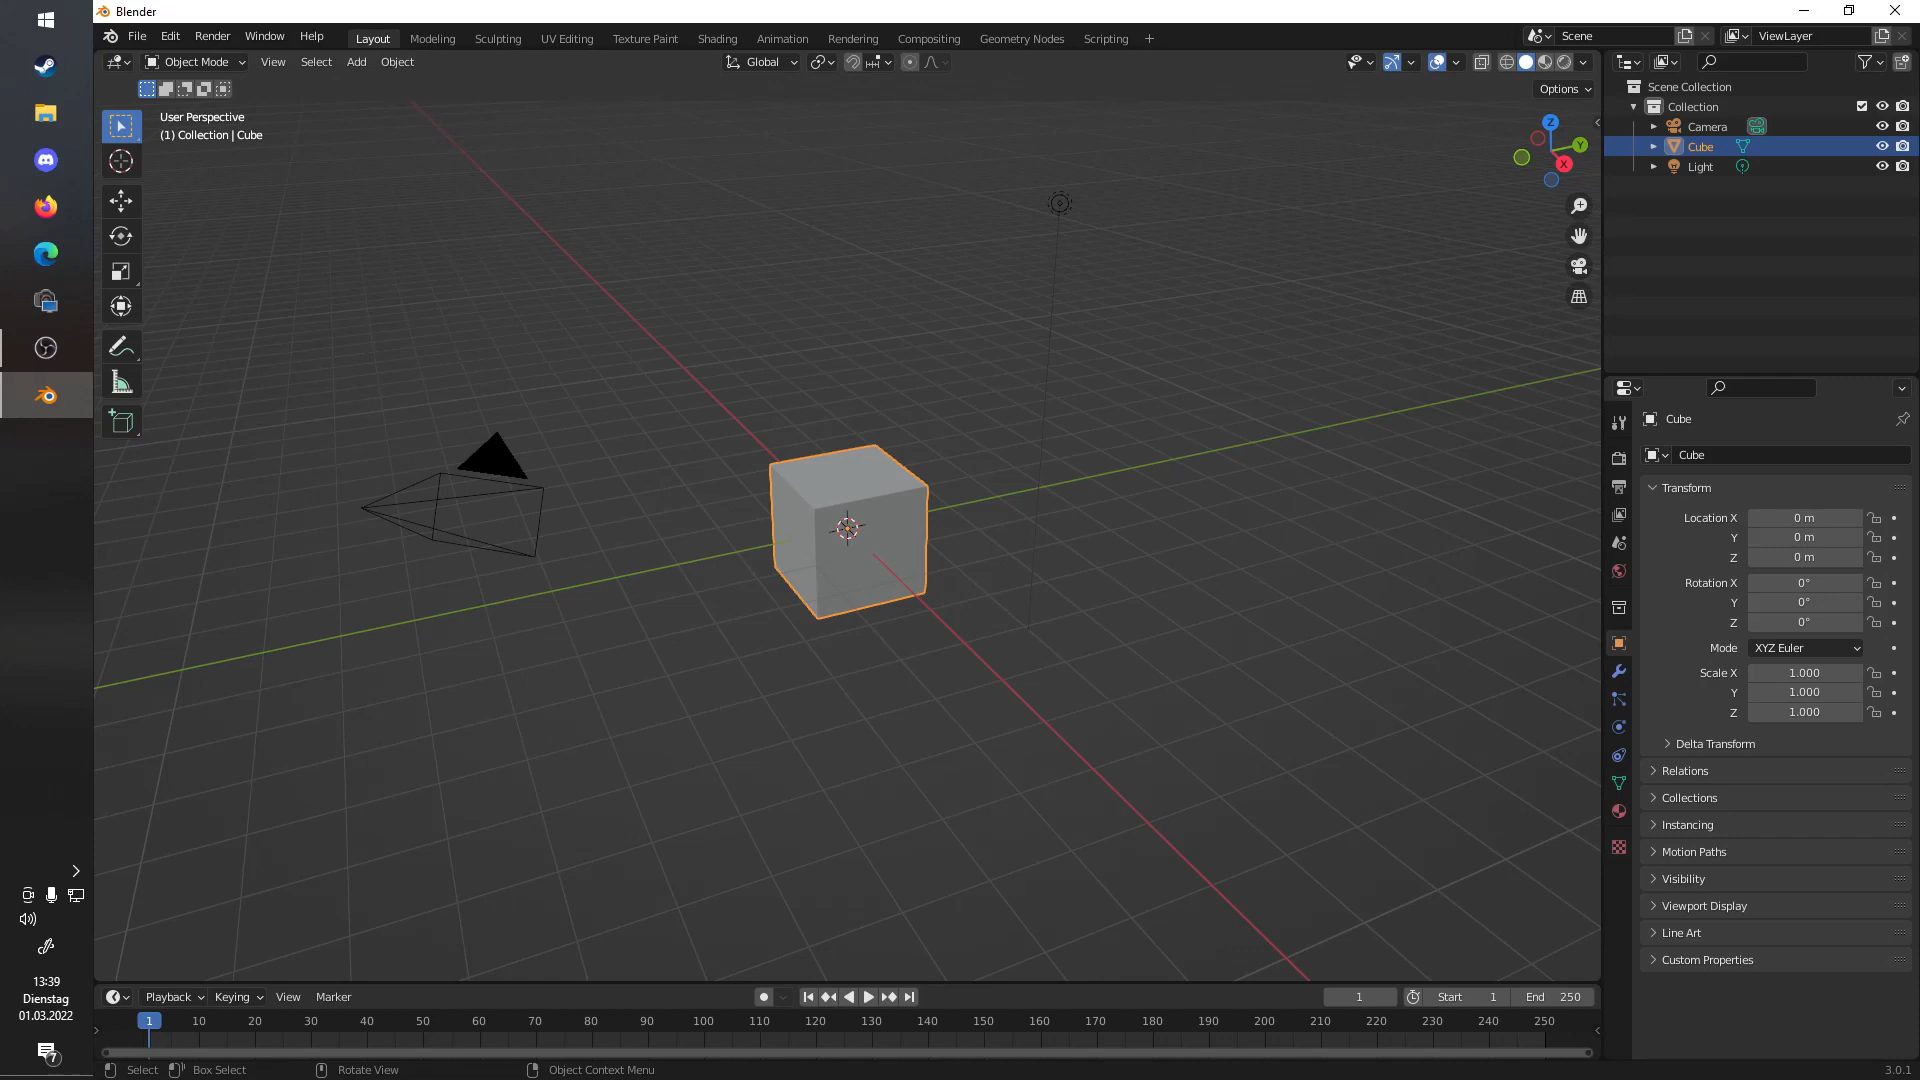 Blender
File Edit Render Window Help
Layout Modeling Sculpting UV Editing Texture Paint Shading Animation Rendering Compositing Geometry Nodes Scripting +
Scene
ViewLayer
Object Mode View Select Add Object
Global
Options
User Perspective
(1) Collection | Cube
Z
Y
X
Scene Collection
Collection
Camera
Cube
Light
Cube
Cube
Transform
Location X 0 m
Y 0 m
Z 0 m
Rotation X 0°
Y 0°
Z 0°
Mode XYZ Euler
Scale X 1.000
Y 1.000
Z 1.000
Delta Transform
Relations
Collections
Instancing
Motion Paths
Visibility
Viewport Display
Line Art
Custom Properties
13:39
Dienstag
01.03.2022
7
Playback Keying View Marker
1
Start 1
End 250
1 10 20 30 40 50 60 70 80 90 100 110 120 130 140 150 160 170 180 190 200 210 220 230 240 250
Select Box Select Rotate View Object Context Menu
3.0.1